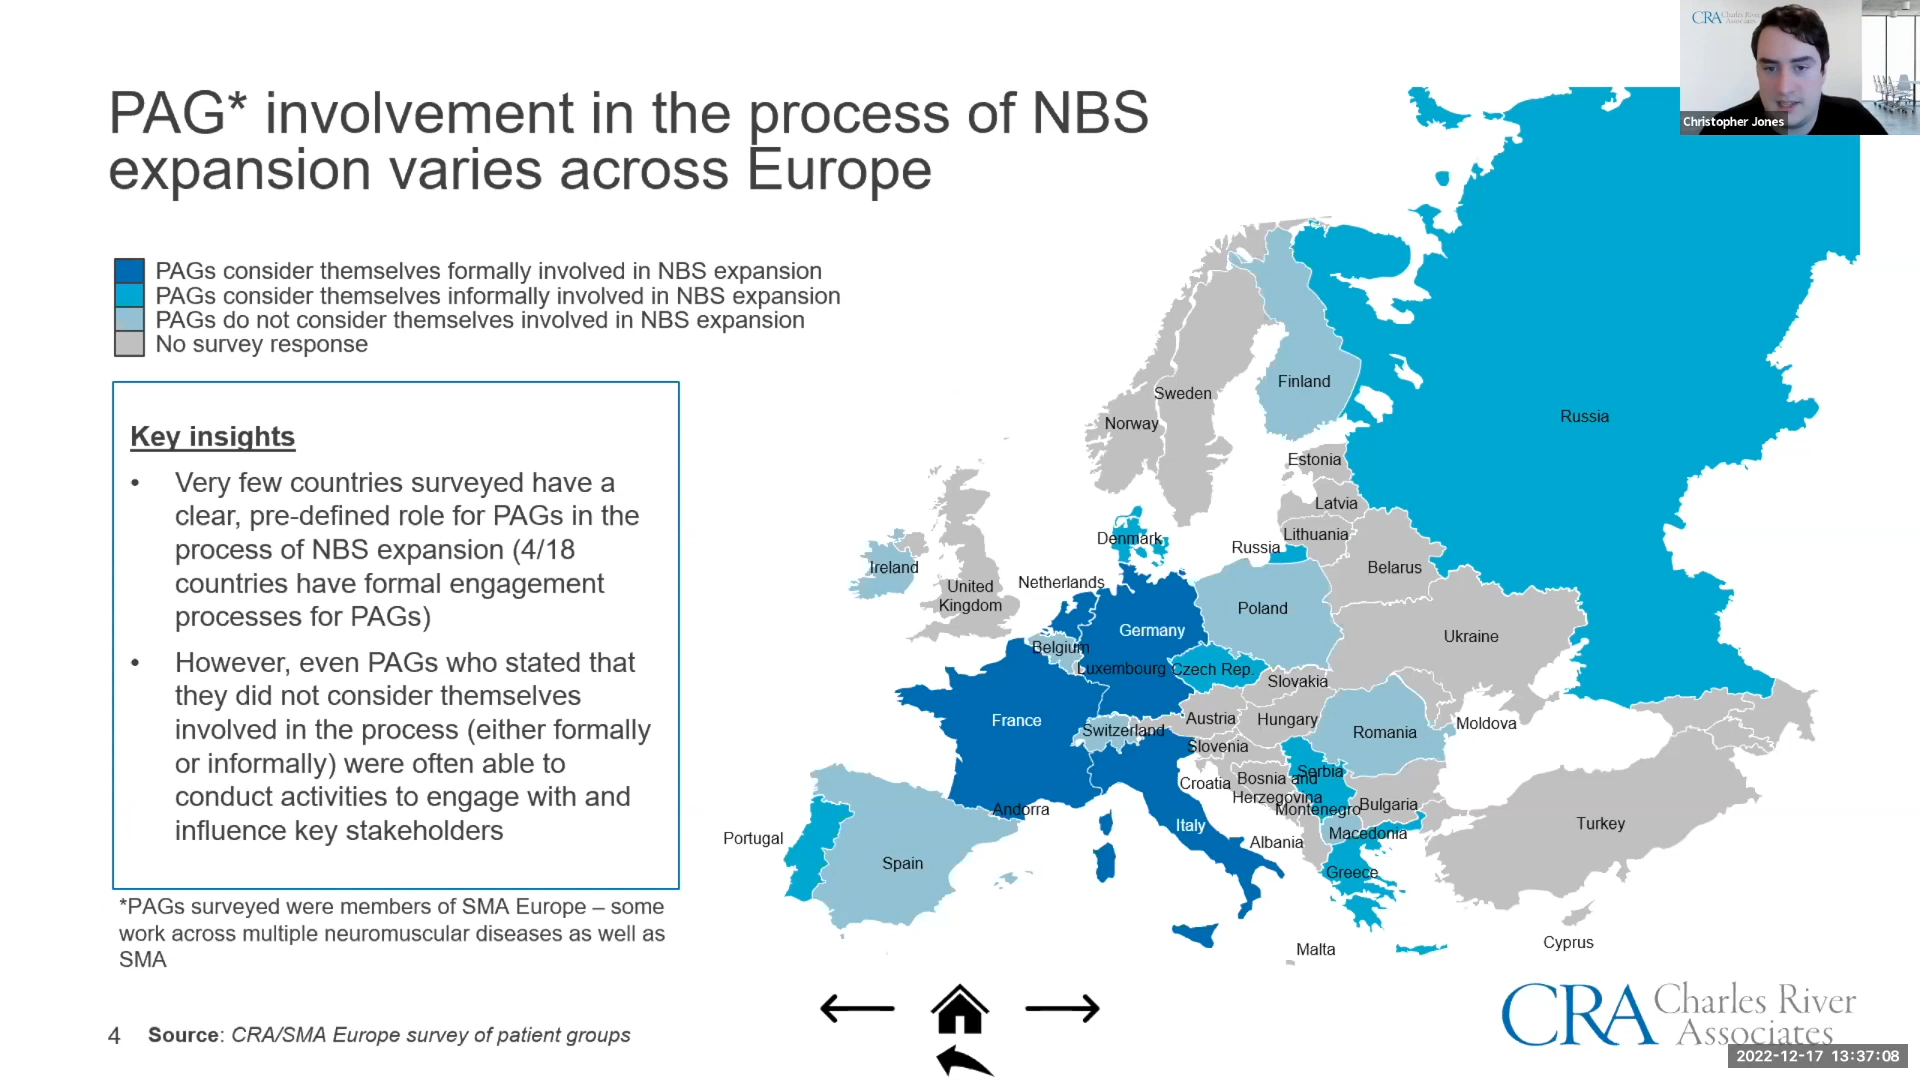 CRA Charles River
Associates
Christopher Jones
PAG* involvement in the process of NBS
expansion varies across Europe
PAGs consider themselves formally involved in NBS expansion
PAGs consider themselves informally involved in NBS expansion
PAGs do not consider themselves involved in NBS expansion
No survey response
Key insights
• Very few countries surveyed have a
clear, pre-defined role for PAGs in the
process of NBS expansion (4/18
countries have formal engagement
processes for PAGs)
• However, even PAGs who stated that
they did not consider themselves
involved in the process (either formally
or informally) were often able to
conduct activities to engage with and
influence key stakeholders
*PAGs surveyed were members of SMA Europe – some
work across multiple neuromuscular diseases as well as
SMA
Finland
Sweden
Norway
Russia
Estonia
Latvia
Lithuania
Denmark
Russia
Ireland
Belarus
Netherlands
United
Kingdom
Poland
Germany
Ukraine
Belgium
Luxembourg
Czech Rep.
Slovakia
France
Austria
Hungary
Moldova
Switzerland
Romania
Slovenia
Serbia
Croatia
Bosnia and
Herzegovina
Bulgaria
Montenegro
Andorra
Italy
Turkey
Macedonia
Portugal
Albania
Spain
Greece
Cyprus
Malta
4
Source: CRA/SMA Europe survey of patient groups
CRA Charles River
Associates
2022-12-17 13:37:08